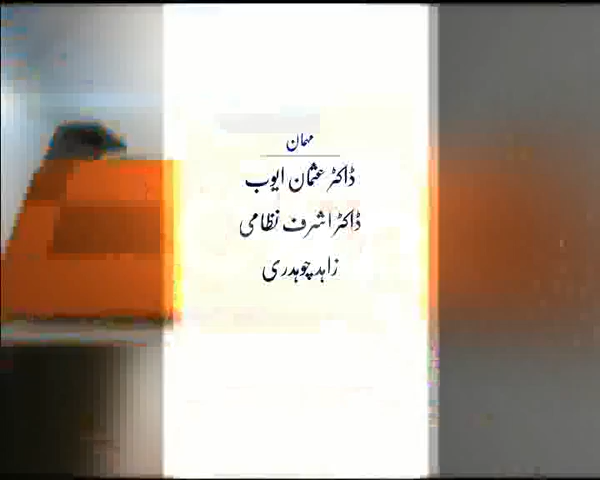 مہمان
ڈاکٹر عثمان ایوب
ڈاکٹر اشرف نظامی
زاہد چوہدری